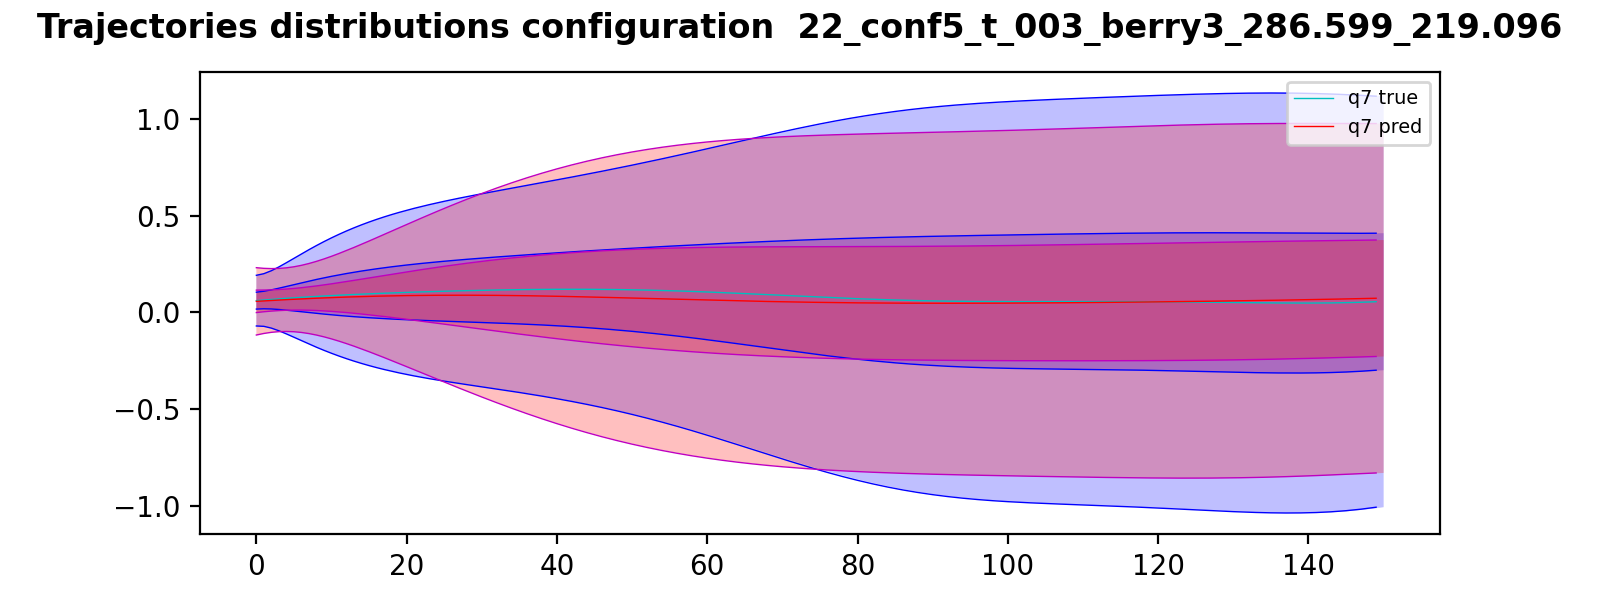 Trajectories distributions configuration  22_conf5_t_003_berry3_286.599_219.096
q7 true
q7 pred
1.0
0.5
0.0
−0.5
−1.0
0 20 40 60 80 100 120 140